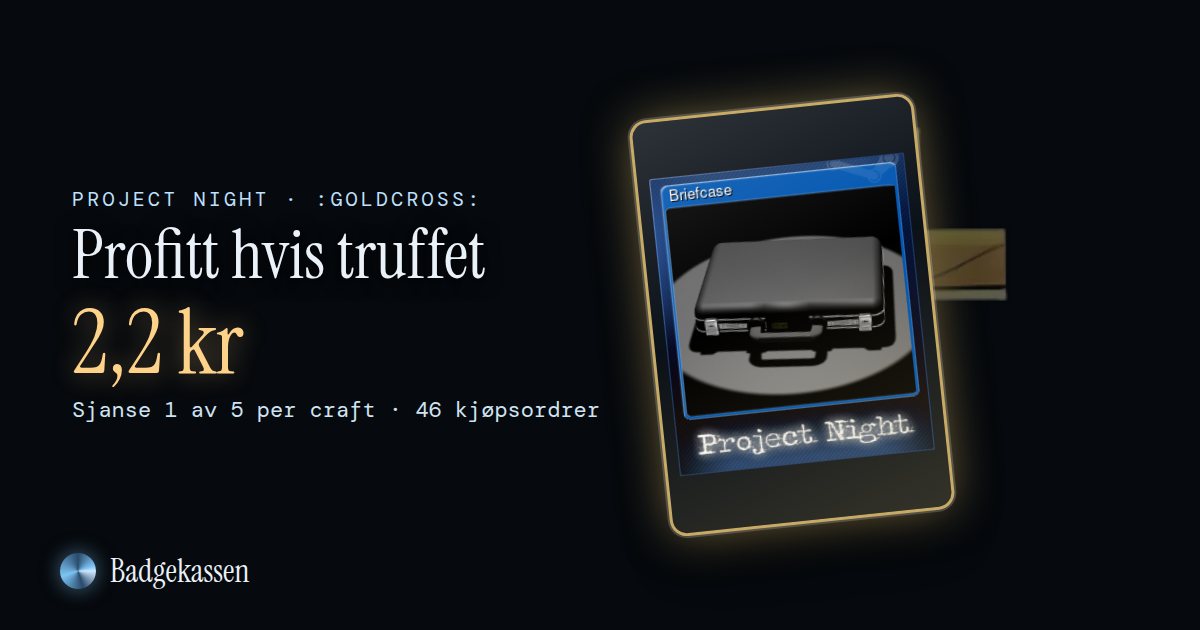 PROJECT NIGHT · :GOLDCROSS:
Profitt hvis truffet
2,2 kr
Sjanse 1 av 5 per craft · 46 kjøpsordrer
Briefcase
Project Night
Badgekassen